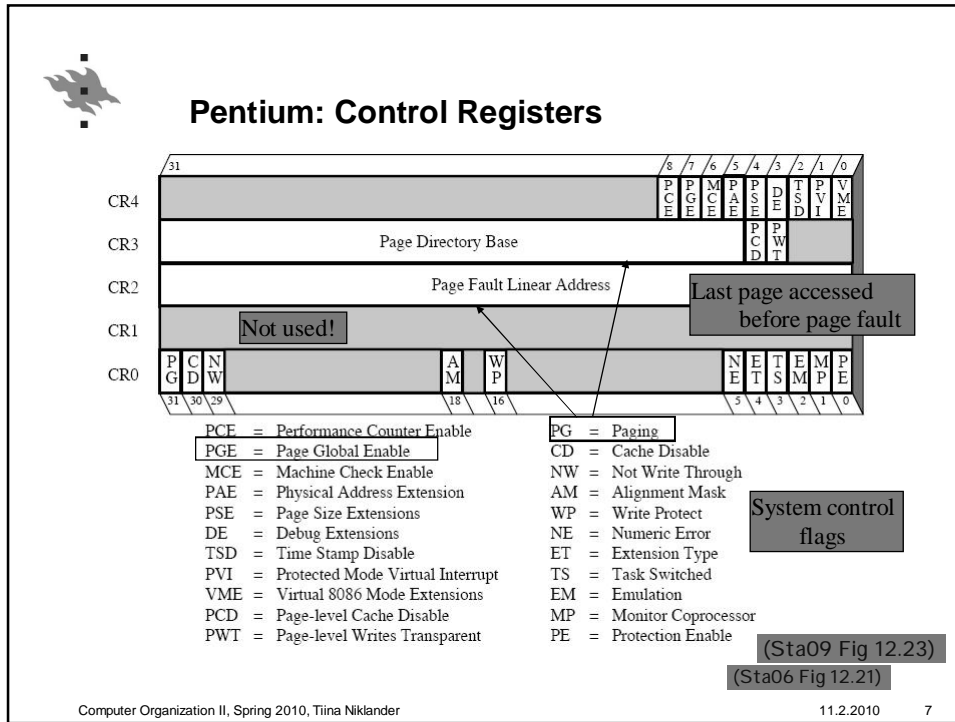 Pentium: Control Registers
31 8 7 6 5 4 3 2 1 0
CR4 PCE PGE MCE PAE PSE DE TSD PVI VME
CR3 Page Directory Base PCD PWT
CR2 Page Fault Linear Address
Last page accessed
before page fault
CR1 Not used!
CR0 PG CD NW AM WP NE ET TS EM MP PE
31 30 29 18 16 5 4 3 2 1 0
PCE = Performance Counter Enable
PGE = Page Global Enable
MCE = Machine Check Enable
PAE = Physical Address Extension
PSE = Page Size Extensions
DE = Debug Extensions
TSD = Time Stamp Disable
PVI = Protected Mode Virtual Interrupt
VME = Virtual 8086 Mode Extensions
PCD = Page-level Cache Disable
PWT = Page-level Writes Transparent
PG = Paging
CD = Cache Disable
NW = Not Write Through
AM = Alignment Mask
WP = Write Protect
NE = Numeric Error
ET = Extension Type
TS = Task Switched
EM = Emulation
MP = Monitor Coprocessor
PE = Protection Enable
System control
flags
(Sta09 Fig 12.23)
(Sta06 Fig 12.21)
Computer Organization II, Spring 2010, Tiina Niklander 11.2.2010 7